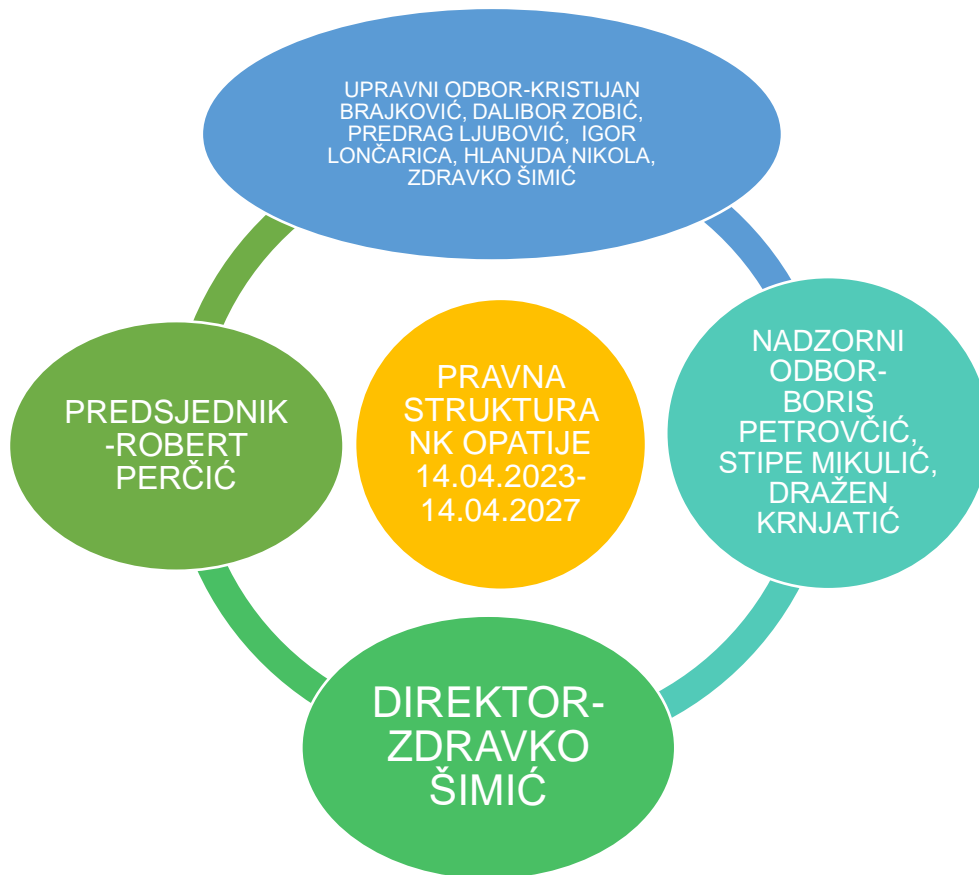 UPRAVNI ODBOR-KRISTIJAN
BRAJKOVIĆ, DALIBOR ZOBIĆ,
PREDRAG LJUBOVIĆ, IGOR
LONČARICA, HLANUDA NIKOLA,
ZDRAVKO ŠIMIĆ
PREDSJEDNIK
-ROBERT
PERČIĆ
PRAVNA
STRUKTURA
NK OPATIJE
14.04.2023-
14.04.2027
NADZORNI
ODBOR-
BORIS
PETROVČIĆ,
STIPE MIKULIĆ,
DRAŽEN
KRNJATIĆ
DIREKTOR-
ZDRAVKO
ŠIMIĆ